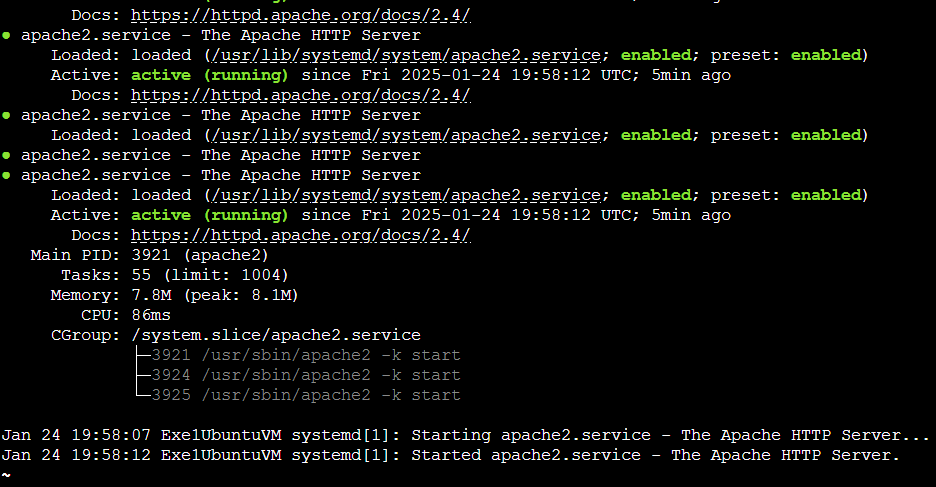 Docs: https://httpd.apache.org/docs/2.4/
● apache2.service - The Apache HTTP Server
Loaded: loaded (/usr/lib/systemd/system/apache2.service; enabled; preset: enabled)
Active: active (running) since Fri 2025-01-24 19:58:12 UTC; 5min ago
Docs: https://httpd.apache.org/docs/2.4/
● apache2.service - The Apache HTTP Server
Loaded: loaded (/usr/lib/systemd/system/apache2.service; enabled; preset: enabled)
● apache2.service - The Apache HTTP Server
● apache2.service - The Apache HTTP Server
Loaded: loaded (/usr/lib/systemd/system/apache2.service; enabled; preset: enabled)
Active: active (running) since Fri 2025-01-24 19:58:12 UTC; 5min ago
Docs: https://httpd.apache.org/docs/2.4/
Main PID: 3921 (apache2)
Tasks: 55 (limit: 1004)
Memory: 7.8M (peak: 8.1M)
CPU: 86ms
CGroup: /system.slice/apache2.service
├─3921 /usr/sbin/apache2 -k start
├─3924 /usr/sbin/apache2 -k start
└─3925 /usr/sbin/apache2 -k start
Jan 24 19:58:07 Exe1UbuntuVM systemd[1]: Starting apache2.service - The Apache HTTP Server...
Jan 24 19:58:12 Exe1UbuntuVM systemd[1]: Started apache2.service - The Apache HTTP Server.
~